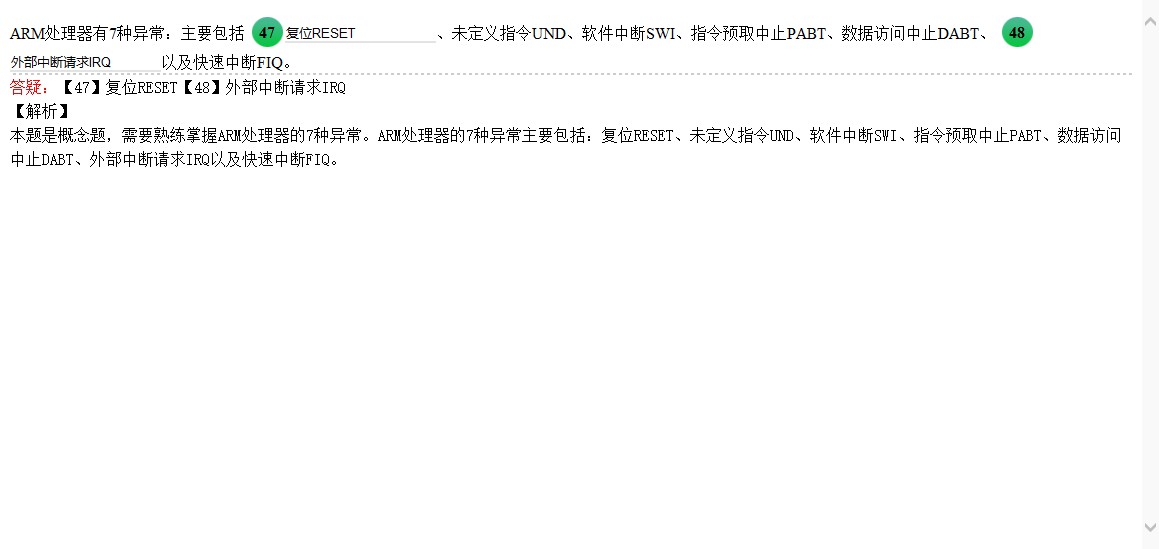 ARM处理器有7种异常：主要包括 47 复位RESET 、未定义指令UND、软件中断SWI、指令预取中止PABT、数据访问中止DABT、 48
外部中断请求IRQ 以及快速中断FIQ。
答疑：【47】复位RESET【48】外部中断请求IRQ
【解析】
本题是概念题，需要熟练掌握ARM处理器的7种异常。ARM处理器的7种异常主要包括：复位RESET、未定义指令UND、软件中断SWI、指令预取中止PABT、数据访问
中止DABT、外部中断请求IRQ以及快速中断FIQ。